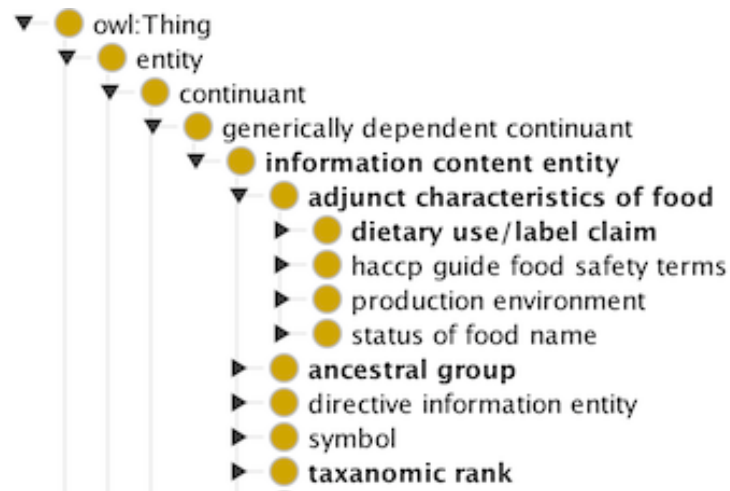 owl:Thing
entity
continuant
generically dependent continuant
information content entity
adjunct characteristics of food
dietary use/label claim
haccp guide food safety terms
production environment
status of food name
ancestral group
directive information entity
symbol
taxanomic rank